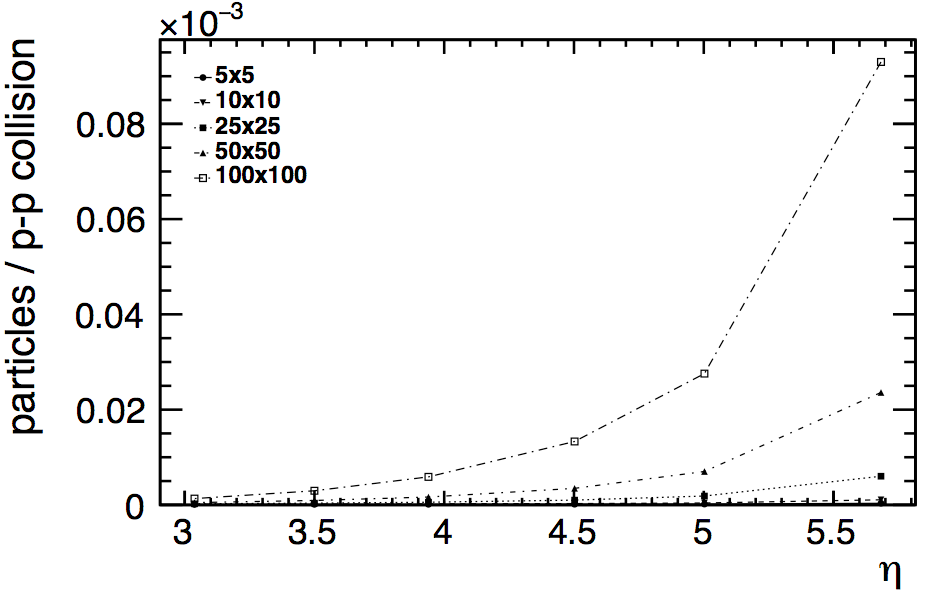 ×10⁻³
particles / p-p collision
5x5
10x10
25x25
50x50
100x100
0.08
0.06
0.04
0.02
0
3 3.5 4 4.5 5 5.5
η